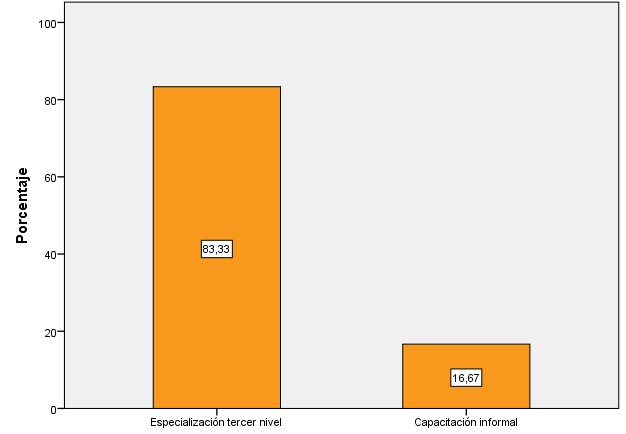 100
80
60
40
20
0
Porcentaje
83,33
16,67
Especialización tercer nivel
Capacitación informal